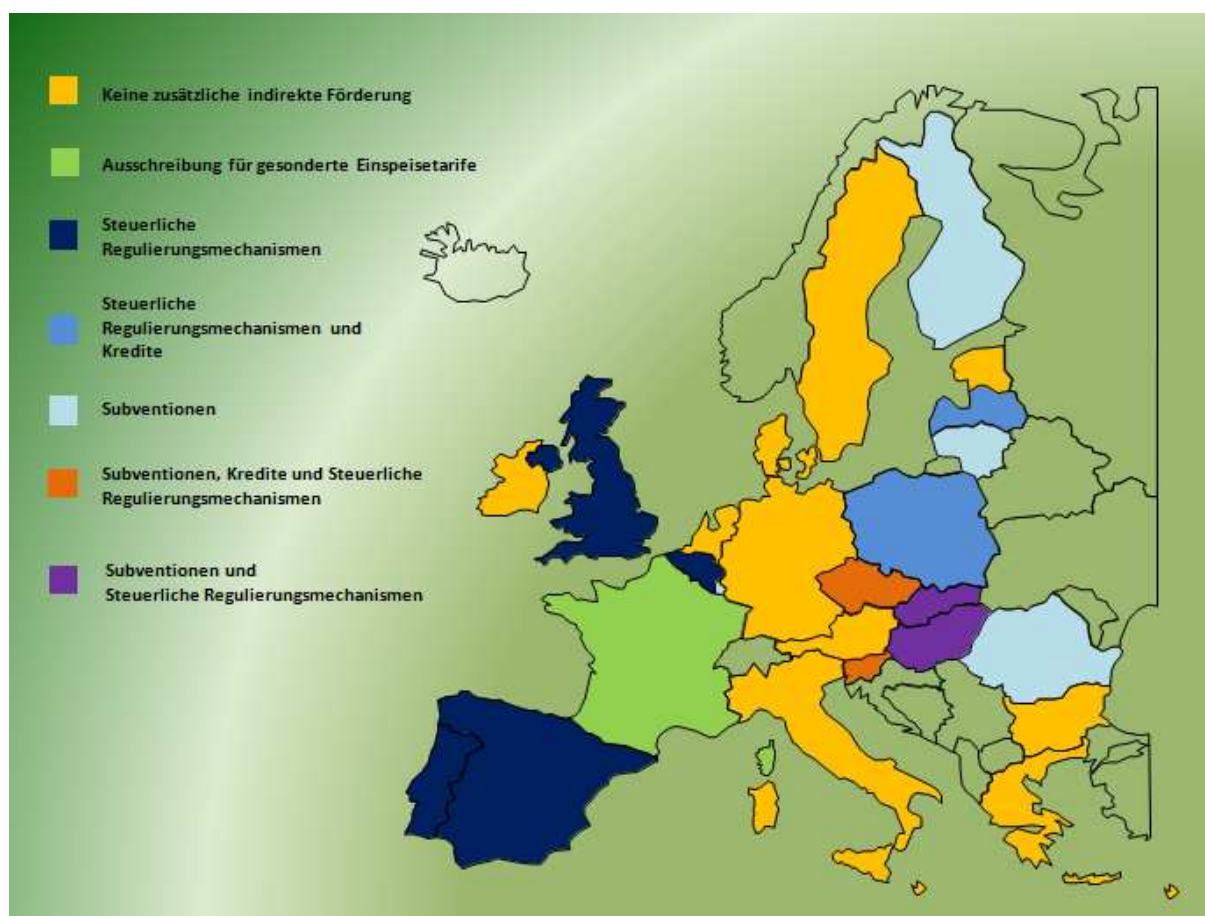 Keine zusätzliche indirekte Förderung
Ausschreibung für gesonderte Einspeisetarife
Steuerliche
Regulierungsmechanismen
Steuerliche
Regulierungsmechanismen und
Kredite
Subventionen
Subventionen, Kredite und Steuerliche
Regulierungsmechanismen
Subventionen und
Steuerliche Regulierungsmechanismen